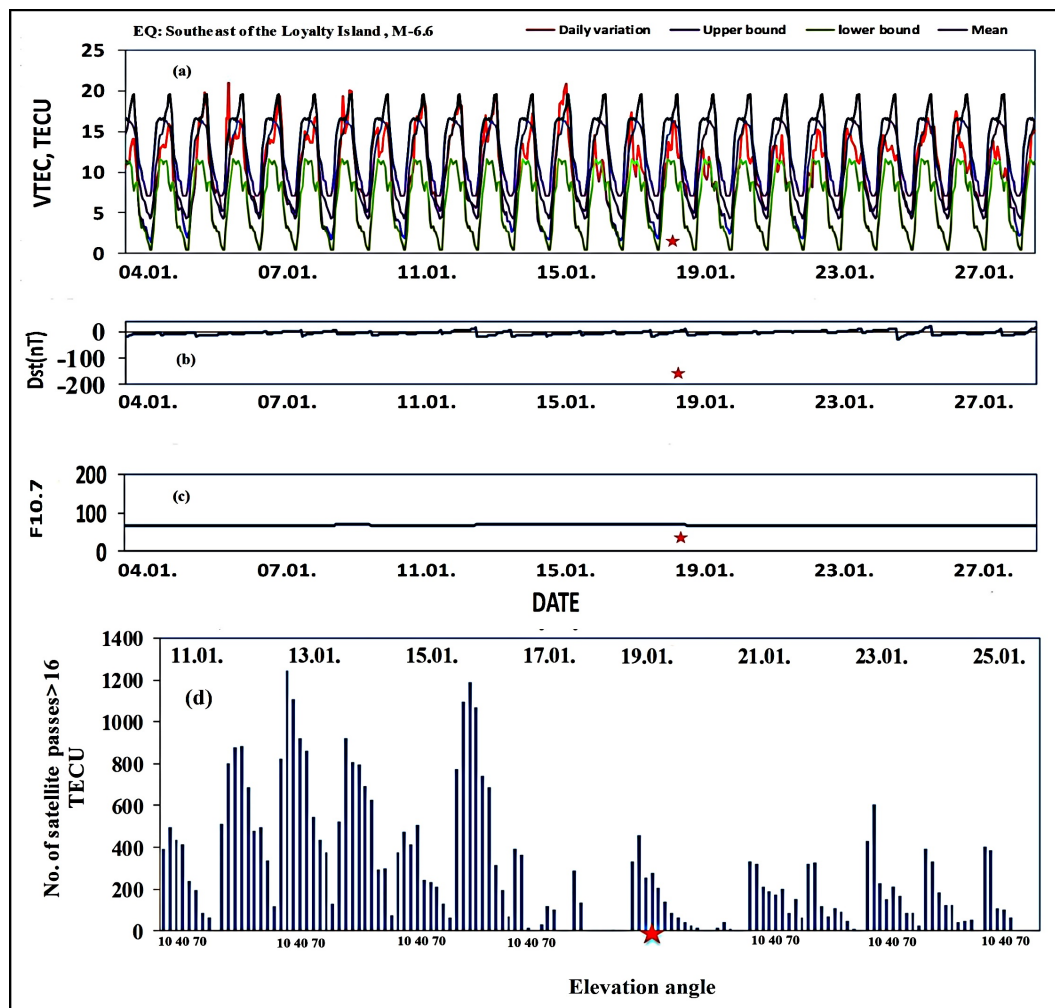 EQ: Southeast of the Loyalty Island , M-6.6
Daily variation Upper bound lower bound Mean
(a)
VTEC, TECU
25
20
15
10
5
0
04.01. 07.01. 11.01. 15.01. 19.01. 23.01. 27.01.
(b)
Dst(nT)
0
-100
-200
04.01. 07.01. 11.01. 15.01. 19.01. 23.01. 27.01.
(c)
F10.7
200
100
0
04.01. 07.01. 11.01. 15.01. 19.01. 23.01. 27.01.
DATE
11.01. 13.01. 15.01. 17.01. 19.01. 21.01. 23.01. 25.01.
(d)
No. of satellite passes>16
TECU
1400
1200
1000
800
600
400
200
0
10 40 70 10 40 70 10 40 70 10 40 70 10 40 70 10 40 70 10 40 70
Elevation angle